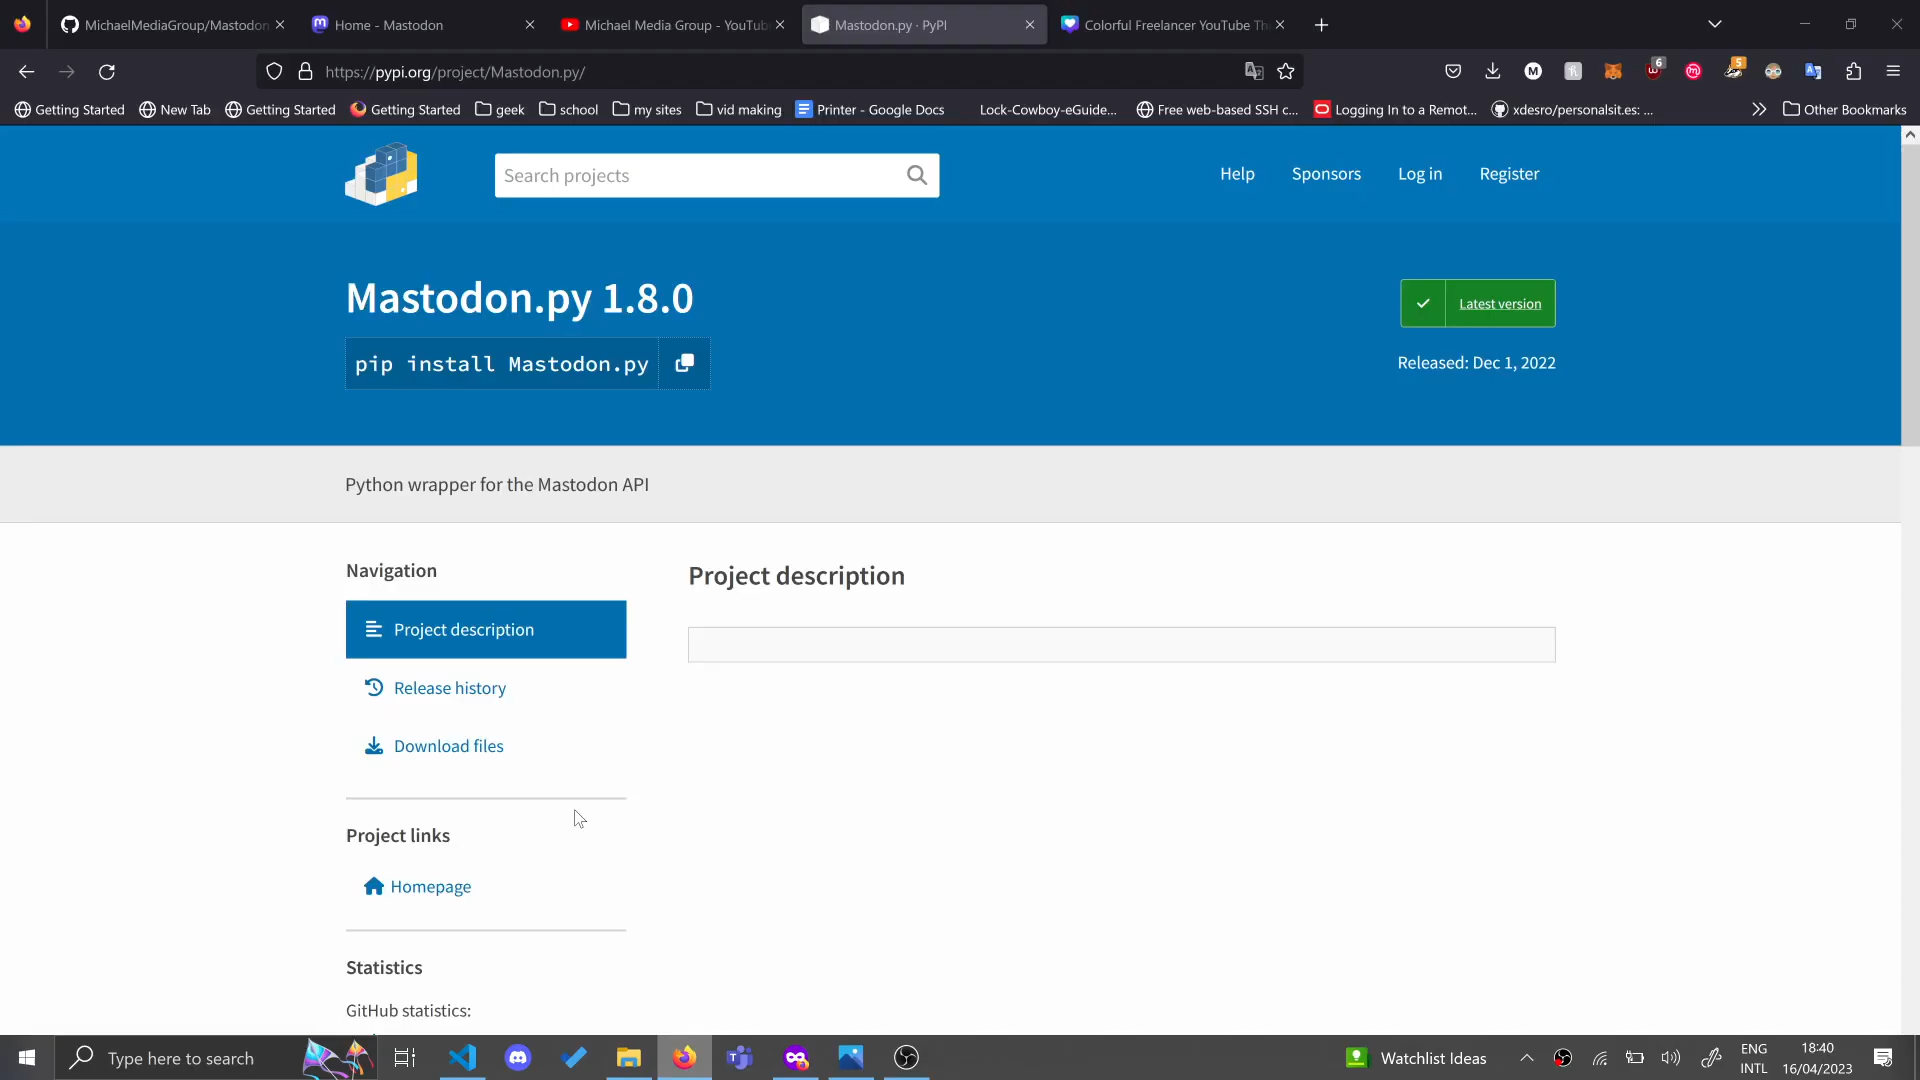 MichaelMediaGroup/Mastodon
Home - Mastodon
Michael Media Group - YouTub
Mastodon.py · PyPI
Colorful Freelancer YouTube Th
https://pypi.org/project/Mastodon.py/
6
5
Getting Started
New Tab
Getting Started
Getting Started
geek
school
my sites
vid making
Printer - Google Docs
Lock-Cowboy-eGuide...
Free web-based SSH c...
Logging In to a Remot...
xdesro/personalsit.es: ...
Other Bookmarks
Search projects
Help
Sponsors
Log in
Register
Mastodon.py 1.8.0
Latest version
pip install Mastodon.py
Released: Dec 1, 2022
Python wrapper for the Mastodon API
Navigation
Project description
Project description
Release history
Download files
Project links
Homepage
Statistics
GitHub statistics:
Type here to search
Watchlist Ideas
ENG
INTL
18:40
16/04/2023